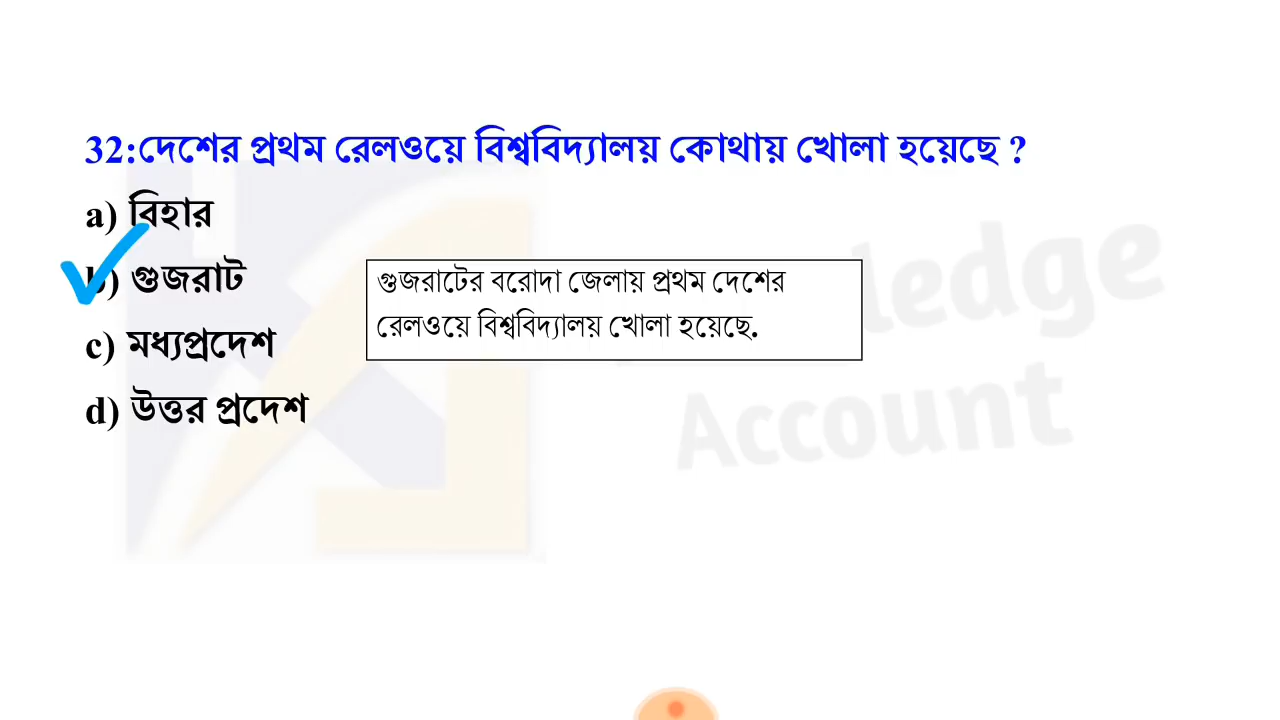 32:দেশের প্রথম রেলওয়ে বিশ্ববিদ্যালয় কোথায় খোলা হয়েছে ?
a) বিহার
b) গুজরাট
গুজরাটের বরোদা জেলায় প্রথম দেশের
রেলওয়ে বিশ্ববিদ্যালয় খোলা হয়েছে.
c) মধ্যপ্রদেশ
d) উত্তর প্রদেশ
ledge
Account